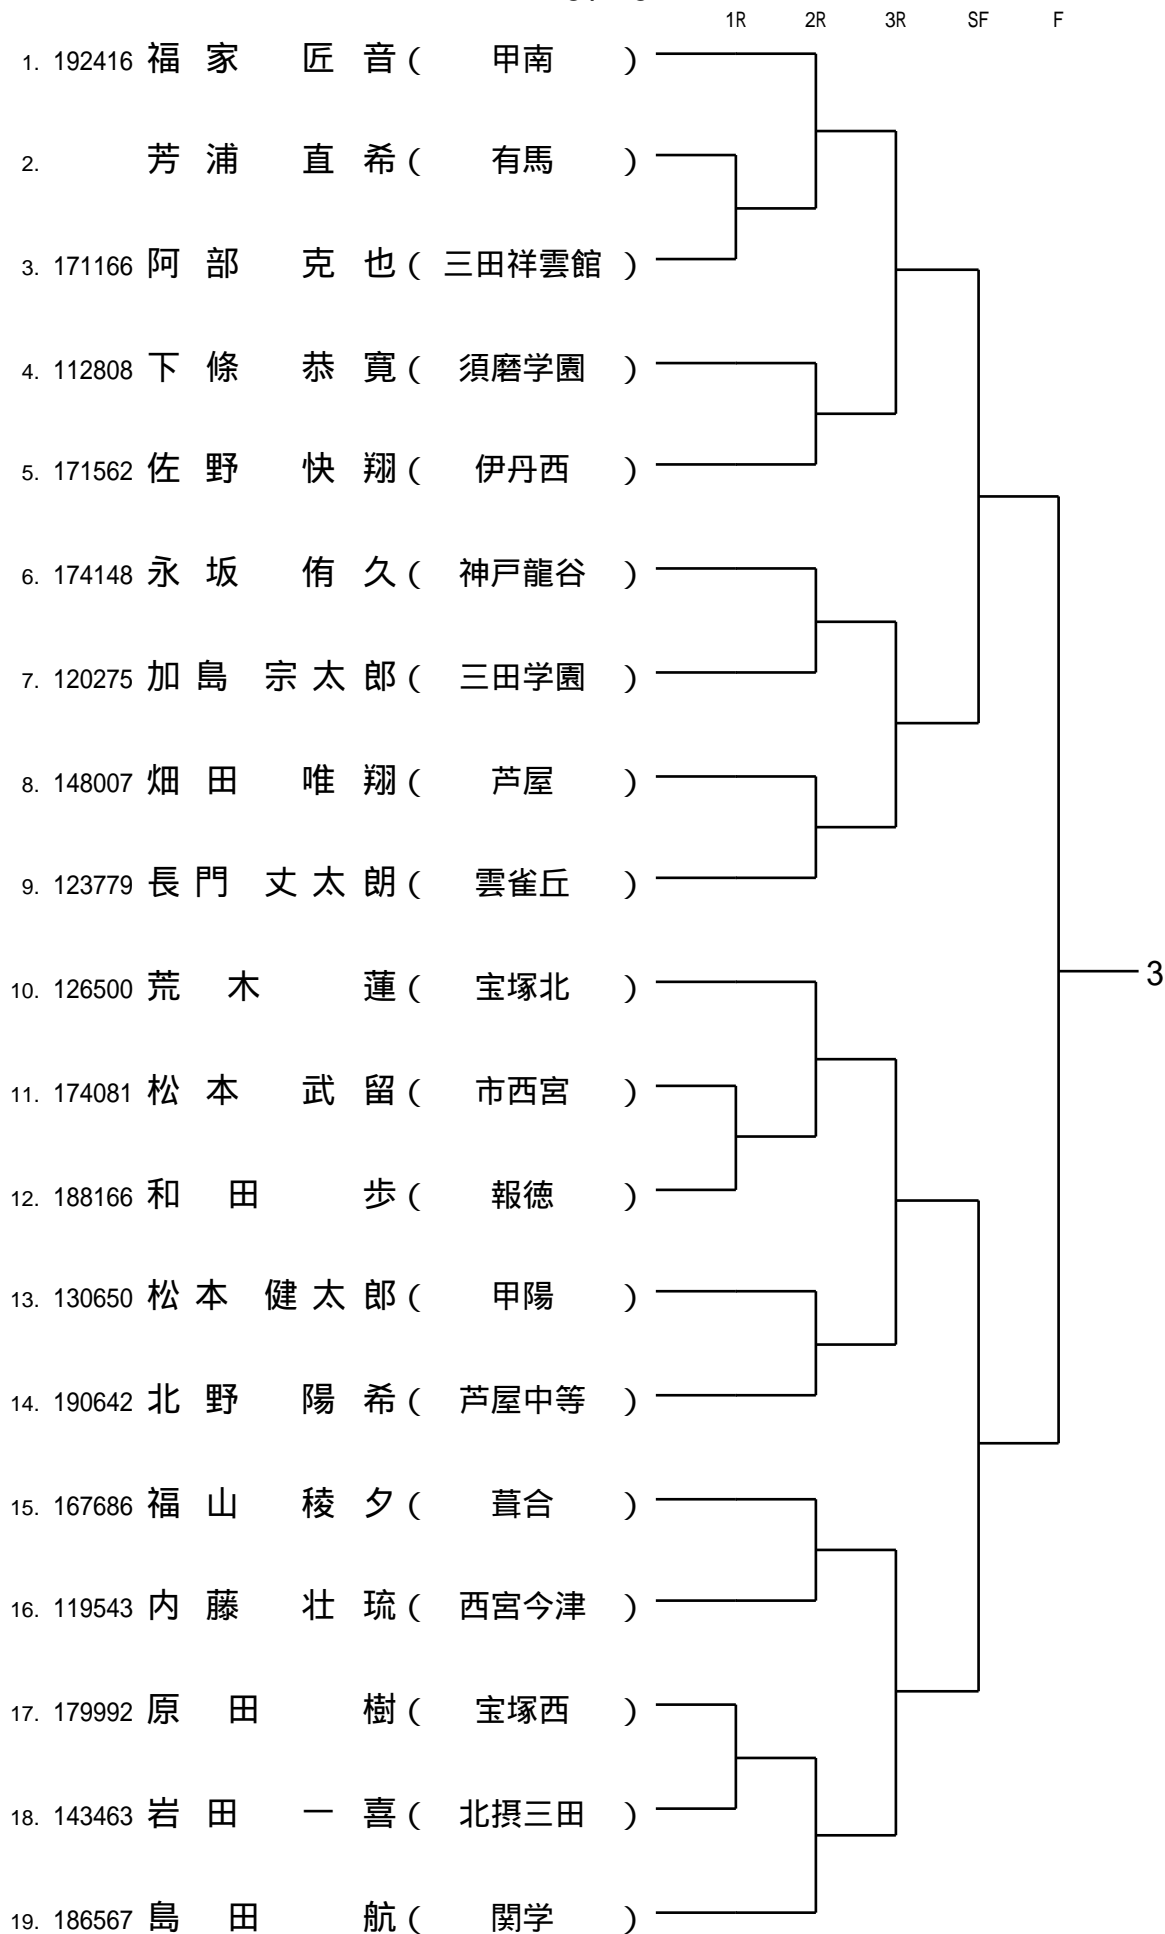 1R 2R 3R SF F
1. 192416 福家 匠音 ( 甲南 )
2. 芳浦 直希 ( 有馬 )
3. 171166 阿部 克也 ( 三田祥雲館 )
4. 112808 下條 恭寛 ( 須磨学園 )
5. 171562 佐野 快翔 ( 伊丹西 )
6. 174148 永坂 侑久 ( 神戸龍谷 )
7. 120275 加島 宗太郎 ( 三田学園 )
8. 148007 畑田 唯翔 ( 芦屋 )
9. 123779 長門 丈太朗 ( 雲雀丘 )
10. 126500 荒木 蓮 ( 宝塚北 )
3
11. 174081 松本 武留 ( 市西宮 )
12. 188166 和田 歩 ( 報徳 )
13. 130650 松本 健太郎 ( 甲陽 )
14. 190642 北野 陽希 ( 芦屋中等 )
15. 167686 福山 稜夕 ( 葺合 )
16. 119543 内藤 壮琉 ( 西宮今津 )
17. 179992 原田 樹 ( 宝塚西 )
18. 143463 岩田 一喜 ( 北摂三田 )
19. 186567 島田 航 ( 関学 )